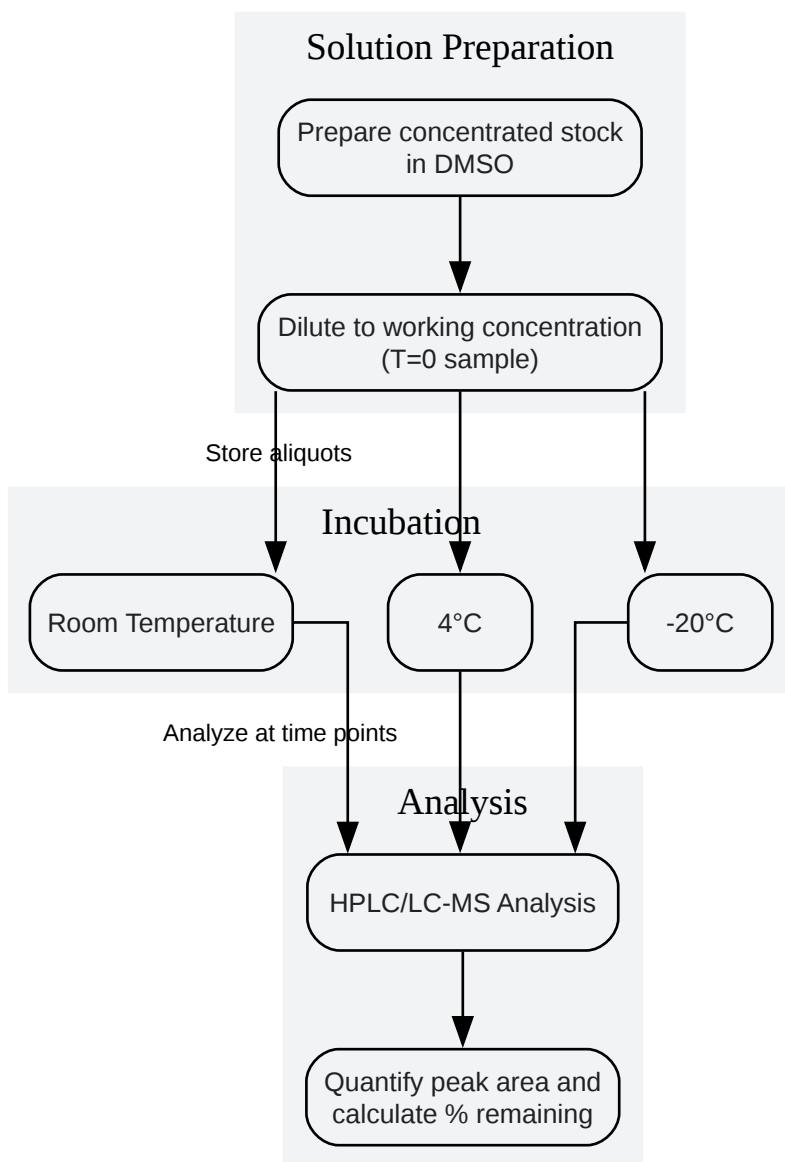 Solution Preparation
Prepare concentrated stock
in DMSO
Dilute to working concentration
(T=0 sample)
Store aliquots
Incubation
Room Temperature
4°C
-20°C
Analyze at time points
Analysis
HPLC/LC-MS Analysis
Quantify peak area and
calculate % remaining